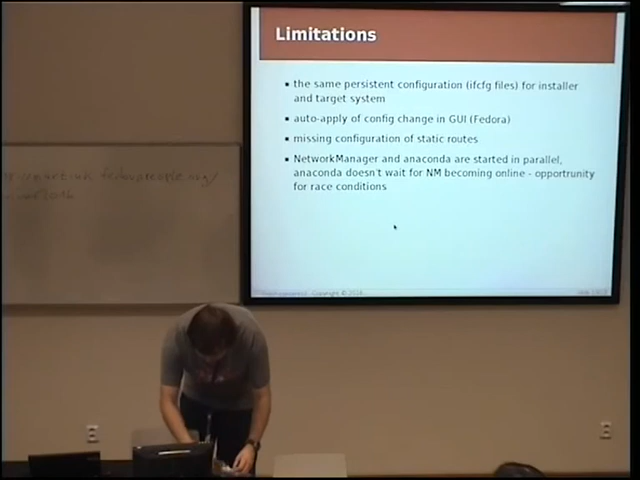 Limitations
the same persistent configuration (ifcfg files) for installer
and target system
auto-apply of config change in GUI (Fedora)
missing configuration of static routes
NetworkManager and anaconda are started in parallel,
anaconda doesn't wait for NM becoming online - opportunity
for race conditions